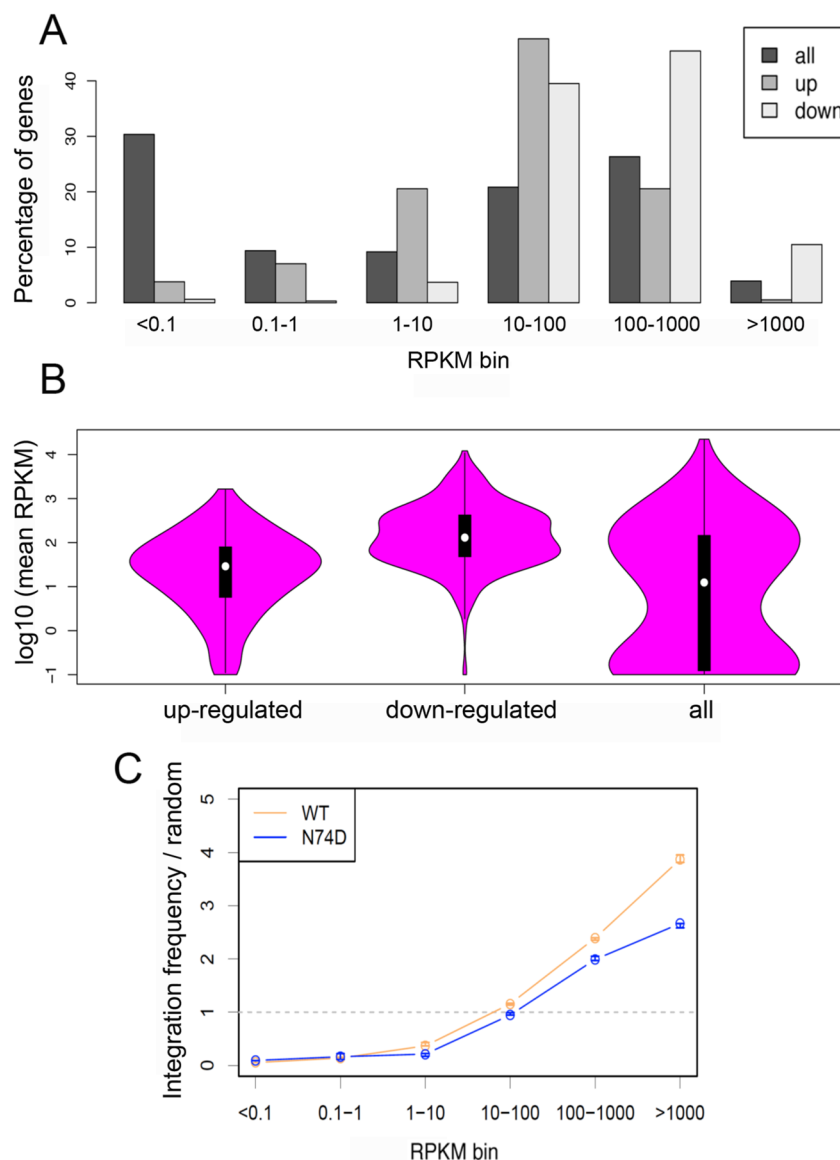 A
Percentage of genes
40
30
20
10
0
all
up
down
<0.1 0.1-1 1-10 10-100 100-1000 >1000
RPKM bin
B
log10 (mean RPKM)
4
3
2
1
0
−1
up-regulated down-regulated all
C
Integration frequency / random
5
4
3
2
1
0
WT
N74D
<0.1 0.1−1 1−10 10−100 100−1000 >1000
RPKM bin